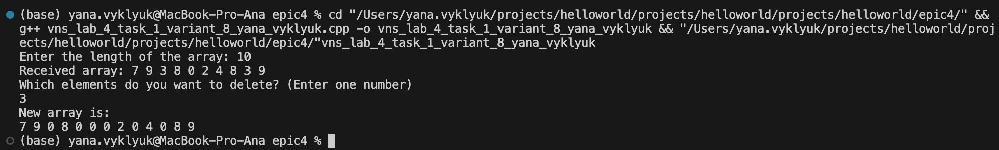 (base) yana.vyklyuk@MacBook-Pro-Ana epic4 % cd "/Users/yana.vyklyuk/projects/helloworld/projects/helloworld/projects/helloworld/epic4/" &&
g++ vns_lab_4_task_1_variant_8_yana_vyklyuk.cpp -o vns_lab_4_task_1_variant_8_yana_vyklyuk && "/Users/yana.vyklyuk/projects/helloworld/proj
ects/helloworld/projects/helloworld/epic4/"vns_lab_4_task_1_variant_8_yana_vyklyuk
Enter the length of the array: 10
Received array: 7 9 3 8 0 2 4 8 3 9
Which elements do you want to delete? (Enter one number)
3
New array is:
7 9 0 8 0 0 0 2 0 4 0 8 9
(base) yana.vyklyuk@MacBook-Pro-Ana epic4 %